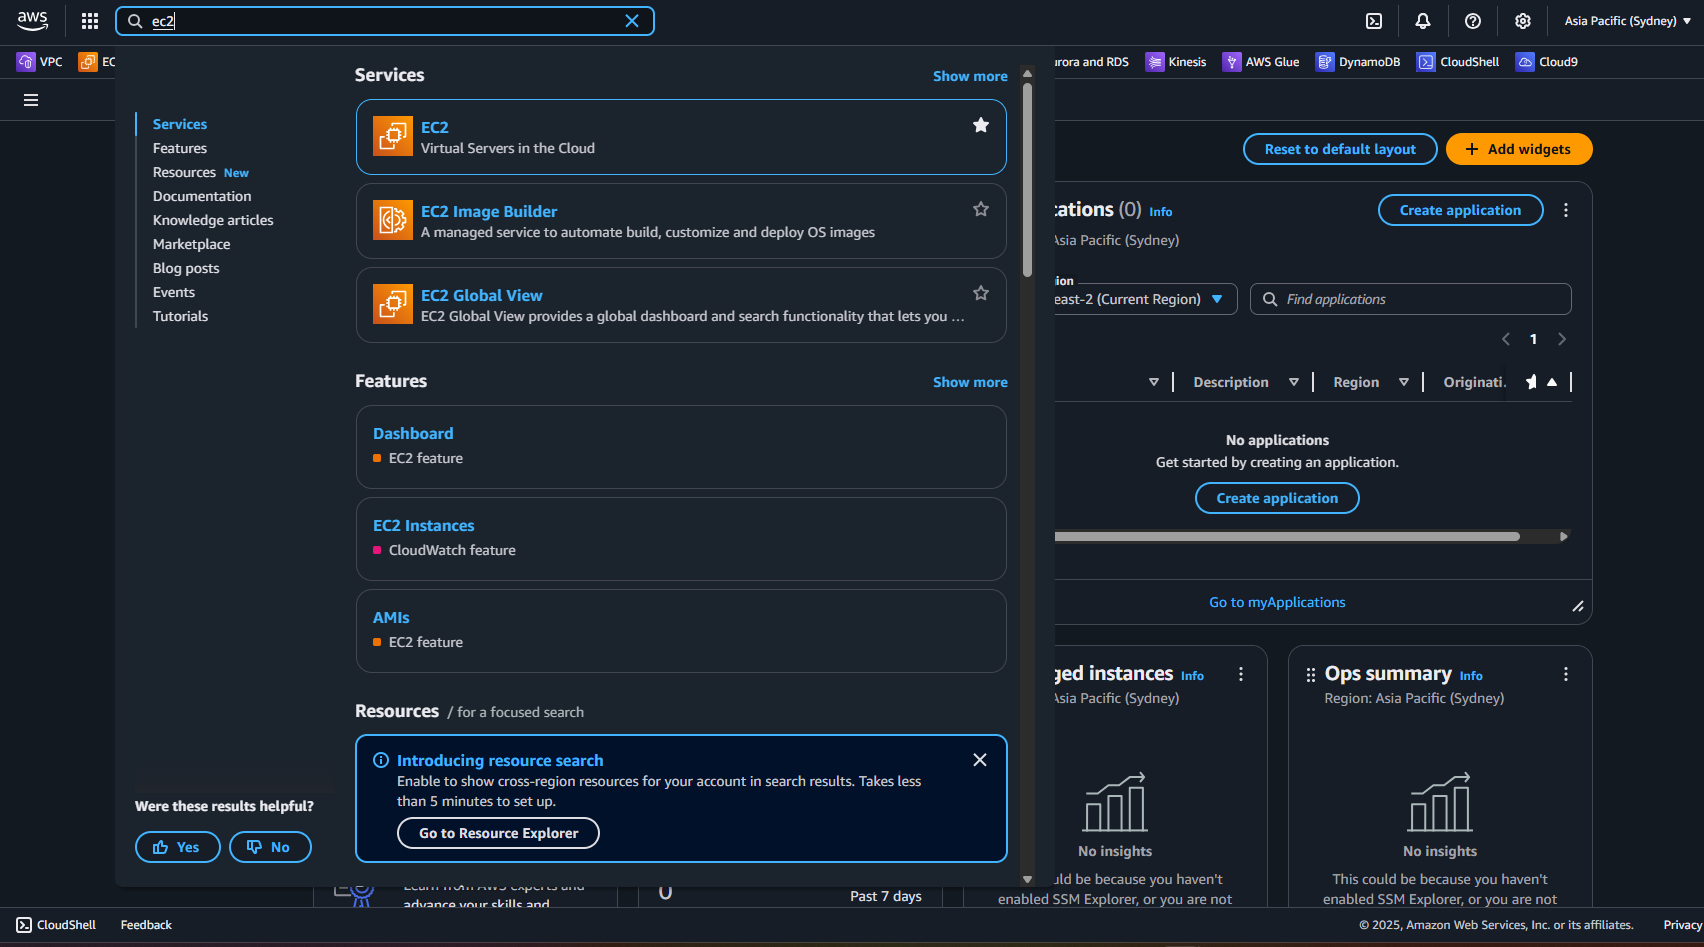 aws
ec2
Asia Pacific (Sydney)
VPC
EC
rora and RDS
Kinesis
AWS Glue
DynamoDB
CloudShell
Cloud9
Services
Features
Resources New
Documentation
Knowledge articles
Marketplace
Blog posts
Events
Tutorials
Were these results helpful?
Yes
No
Services
Show more
EC2
Virtual Servers in the Cloud
EC2 Image Builder
A managed service to automate build, customize and deploy OS images
EC2 Global View
EC2 Global View provides a global dashboard and search functionality that lets you ...
Features
Show more
Dashboard
EC2 feature
EC2 Instances
CloudWatch feature
AMIs
EC2 feature
Resources / for a focused search
Introducing resource search
Enable to show cross-region resources for your account in search results. Takes less
than 5 minutes to set up.
Go to Resource Explorer
Reset to default layout
Add widgets
cations (0) Info
Asia Pacific (Sydney)
Create application
ion
east-2 (Current Region)
Find applications
1
Description
Region
Originati.
No applications
Get started by creating an application.
Create application
Go to myApplications
ged instances Info
Asia Pacific (Sydney)
No insights
uld be because you haven't
enabled SSM Explorer, or you are not
Ops summary Info
Region: Asia Pacific (Sydney)
No insights
This could be because you haven't
enabled SSM Explorer, or you are not
Learn from AWS experts and
advance your skills and
0
Past 7 days
CloudShell
Feedback
© 2025, Amazon Web Services, Inc. or its affiliates.
Privacy